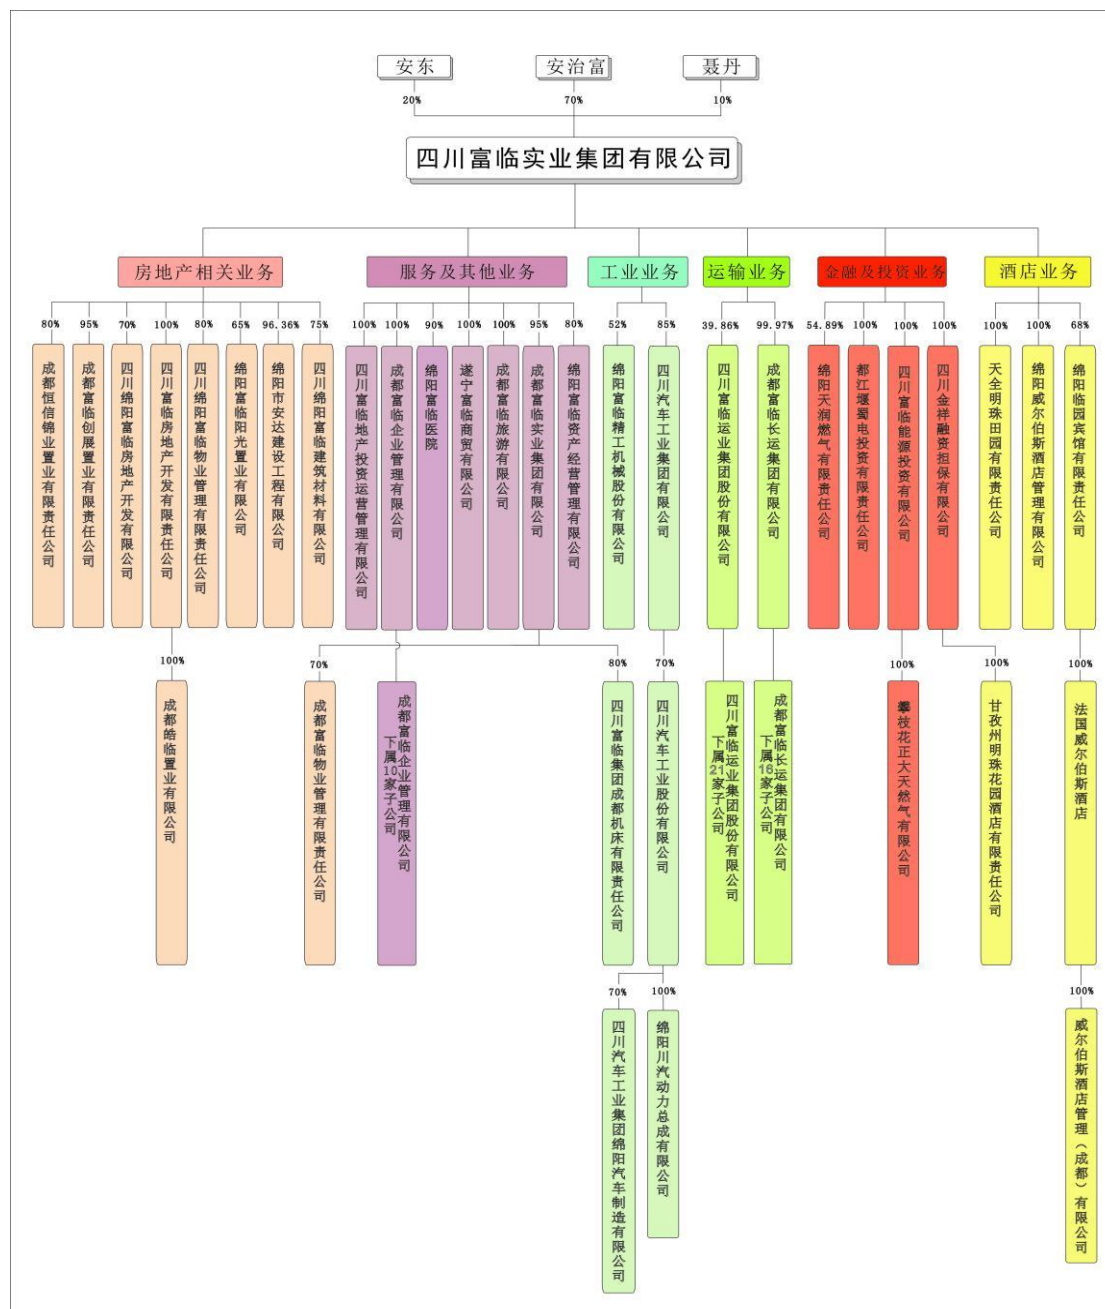 安东
安治富
聂丹
20%
70%
10%
四川富临实业集团有限公司
房地产相关业务
服务及其他业务
工业业务
运输业务
金融及投资业务
酒店业务
80%
95%
70%
100%
80%
65%
96.36%
75%
100%
100%
90%
100%
100%
95%
80%
52%
85%
39.86%
99.97%
54.89%
100%
100%
100%
100%
100%
68%
成都恒信锦业置业有限责任公司
成都富临创展置业有限责任公司
四川绵阳富临房地产开发有限公司
四川富临房地产开发有限责任公司
四川绵阳富临物业管理有限责任公司
绵阳富临阳光置业有限公司
绵阳市安达建设工程有限公司
四川绵阳富临建筑材料有限公司
四川富临地产投资运营管理有限公司
成都富临企业管理有限公司
绵阳富临医院
遂宁富临商贸有限公司
成都富临旅游有限公司
成都富临实业集团有限公司
绵阳富临资产经营管理有限公司
绵阳富临精工机械股份有限公司
四川汽车工业集团有限公司
四川富临运业集团股份有限公司
成都富临长运集团有限公司
绵阳天润燃气有限责任公司
都江堰蜀电投资有限责任公司
四川富临能源投资有限公司
四川金祥融资担保有限公司
天全明珠田园有限责任公司
绵阳威尔伯斯酒店管理有限公司
绵阳临园宾馆有限责任公司
100%
70%
80%
70%
100%
100%
100%
成都皓临置业有限公司
成都富临物业管理有限责任公司
成都富临企业管理有限公司
下属10家子公司
四川富临集团成都机床有限责任公司
四川汽车工业股份有限公司
四川富临运业集团股份有限公司
下属21家子公司
成都富临长运集团有限公司
下属16家子公司
攀枝花正大天然气有限公司
甘孜州明珠花园酒店有限责任公司
法国威尔伯斯酒店
70%
100%
100%
四川汽车工业集团绵阳汽车制造有限公司
绵阳川汽动力总成有限公司
威尔伯斯酒店管理（成都）有限公司